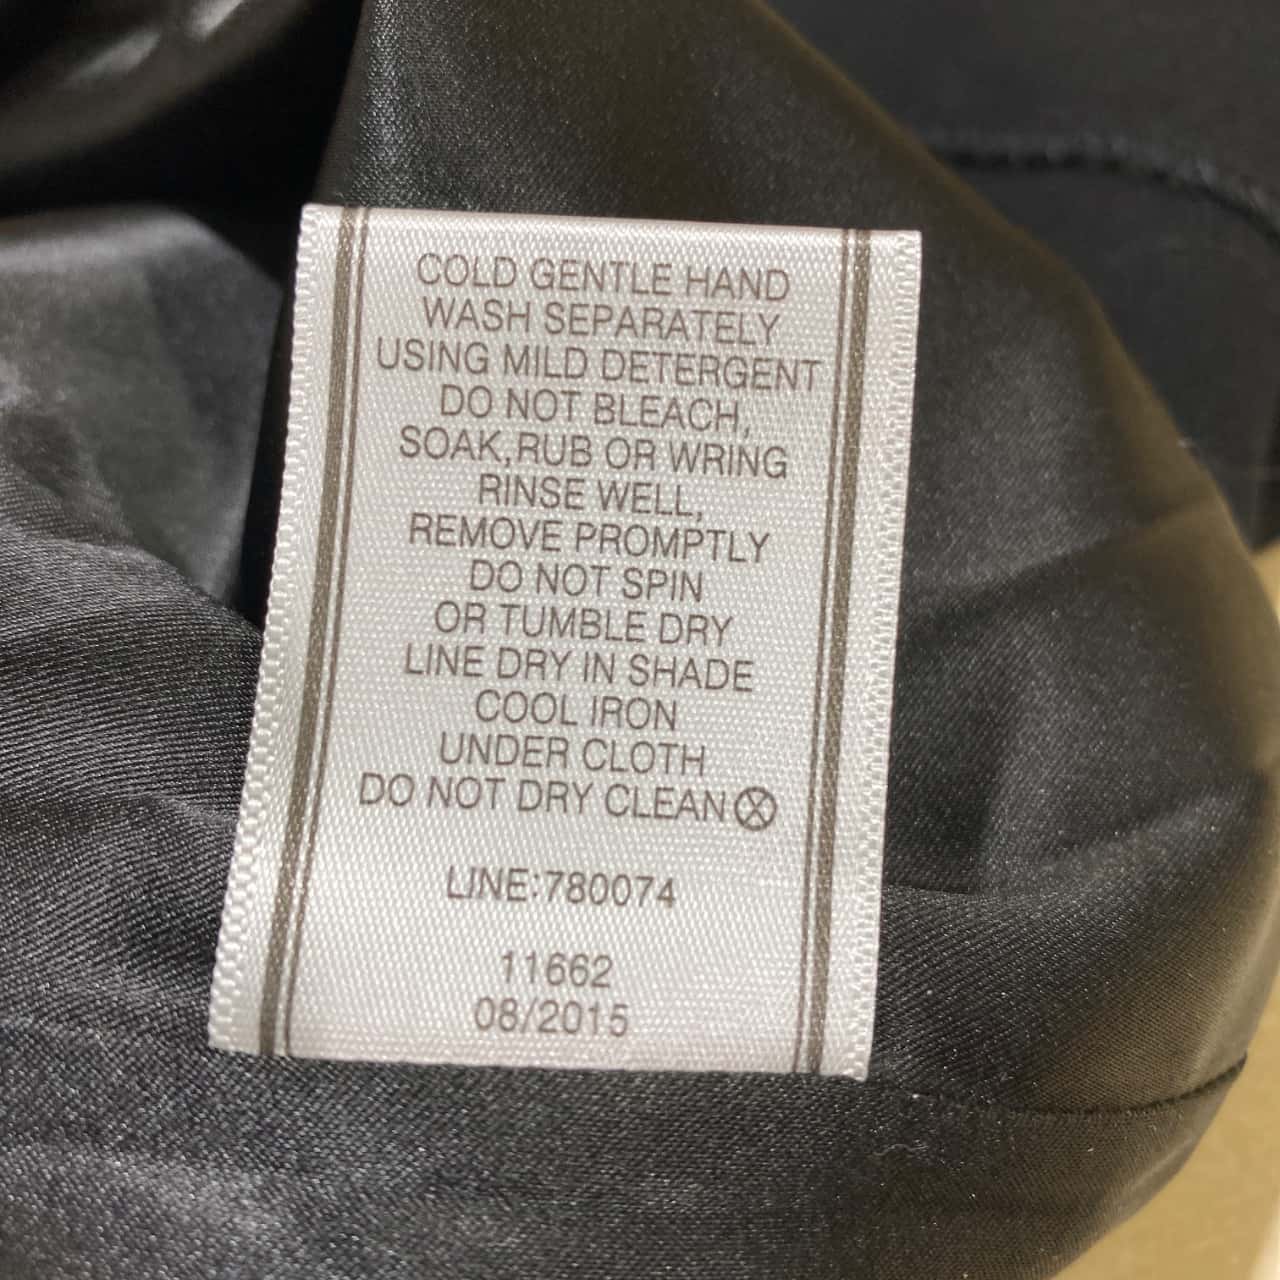 COLD GENTLE HAND
WASH SEPARATELY
USING MILD DETERGENT
DO NOT BLEACH,
SOAK,RUB OR WRING
RINSE WELL,
REMOVE PROMPTLY
DO NOT SPIN
OR TUMBLE DRY
LINE DRY IN SHADE
COOL IRON
UNDER CLOTH
DO NOT DRY CLEAN
LINE:780074
11662
08/2015